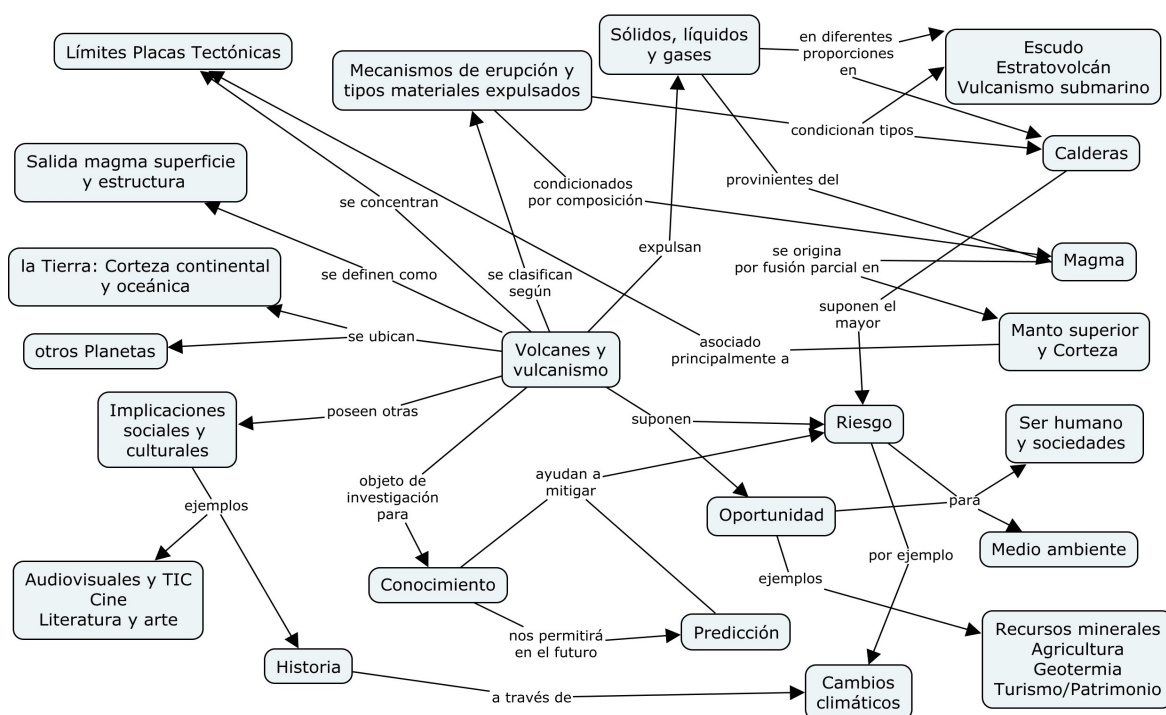 Límites Placas Tectónicas
Mecanismos de erupción y
tipos materiales expulsados
Sólidos, líquidos
y gases
en diferentes
proporciones
en
Escudo
Estratovolcán
Vulcanismo submarino
condicionan tipos
Calderas
Salida magma superficie
y estructura
se concentran
condicionados
por composición
provinientes del
expulsan
se origina
por fusión parcial en
Magma
la Tierra: Corteza continental
y oceánica
se definen como
se clasifican
según
suponen el
mayor
Manto superior
y Corteza
asociado
principalmente a
otros Planetas
se ubican
Volcanes y
vulcanismo
Implicaciones
sociales y
culturales
poseen otras
suponen
Riesgo
Ser humano
y sociedades
objeto de
investigación
para
ayudan a
mitigar
ejemplos
Oportunidad
pará
Medio ambiente
por ejemplo
ejemplos
Audiovisuales y TIC
Cine
Literatura y arte
Conocimiento
nos permitirá
en el futuro
Predicción
Recursos minerales
Agricultura
Geotermia
Turismo/Patrimonio
Historia
a través de
Cambios
climáticos